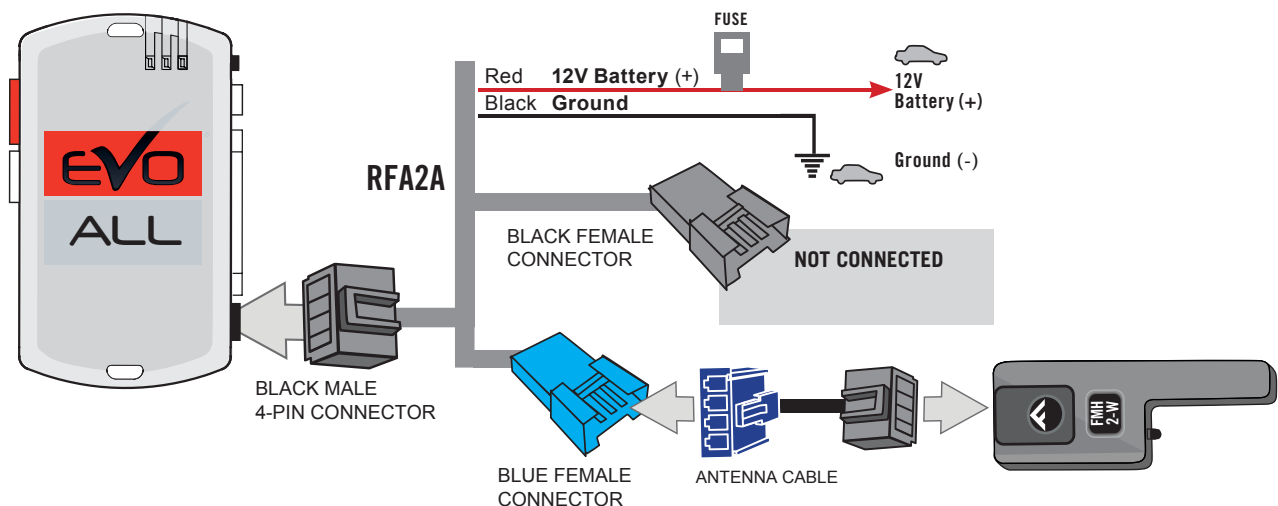 FUSE
Red 12V Battery (+)
12V
Battery (+)
Black Ground
Ground (-)
EVO
ALL
RFA2A
BLACK FEMALE
CONNECTOR
NOT CONNECTED
BLACK MALE
4-PIN CONNECTOR
BLUE FEMALE
CONNECTOR
ANTENNA CABLE
FMH
2-W